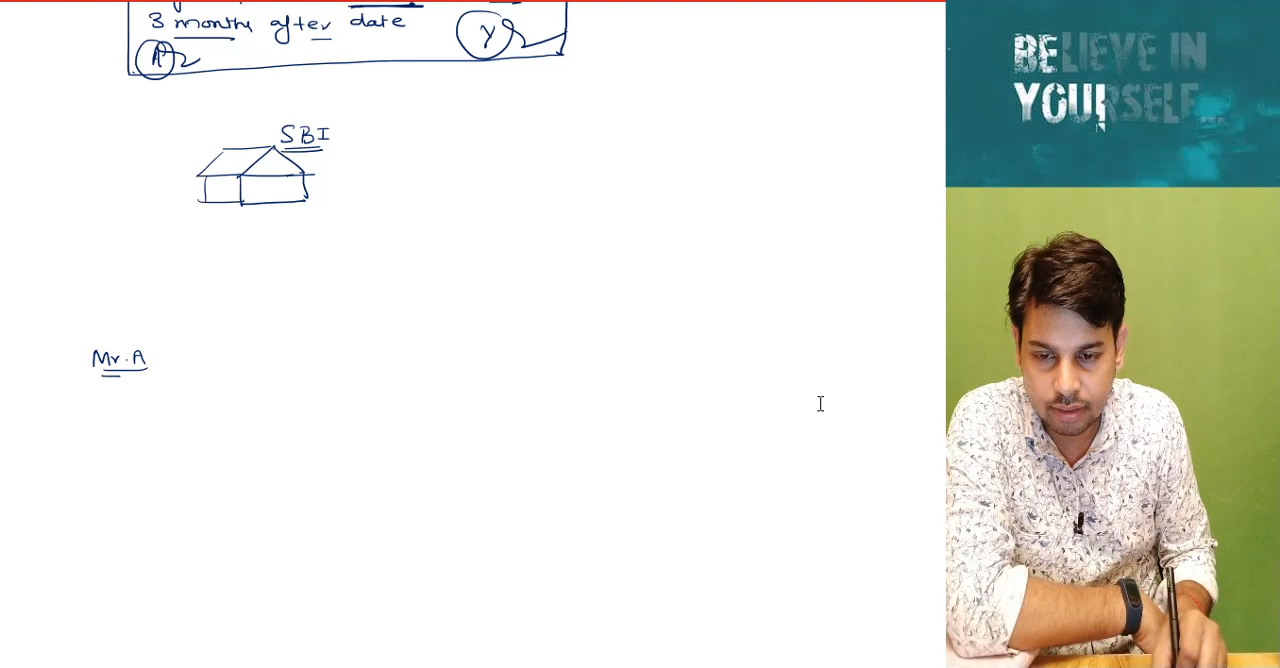 3 months after date
A
Y
SBI
Mr. A
BELIEVE IN
YOURSELF...